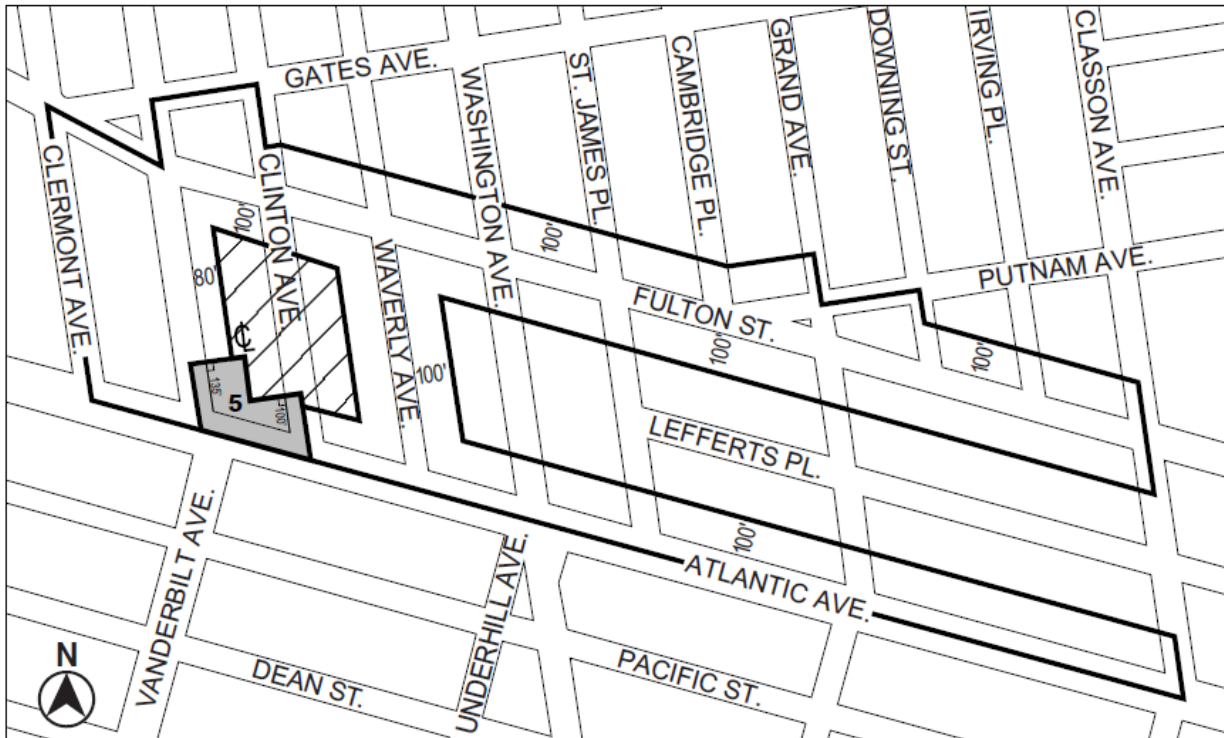 GATES AVE.
CLERMONT AVE.
CLINTON AVE.
WAVERLY AVE.
WASHINGTON AVE.
ST. JAMES PL.
CAMBRIDGE PL.
GRAND AVE.
DOWNING ST.
IRVING PL.
CLASSON AVE.
PUTNAM AVE.
FULTON ST.
LEFFERTS PL.
ATLANTIC AVE.
VANDERBILT AVE.
UNDERHILL AVE.
DEAN ST.
PACIFIC ST.
100'
80'
℄
135'
5
100'
100'
100'
100'
100'
100'
N